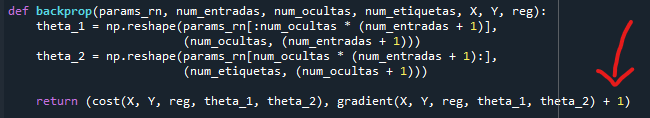 def backprop(params_rn, num_entradas, num_ocultas, num_etiquetas, X, Y, reg):
theta_1 = np.reshape(params_rn[:num_ocultas * (num_entradas + 1)],
(num_ocultas, (num_entradas + 1)))
theta_2 = np.reshape(params_rn[num_ocultas * (num_entradas + 1):],
(num_etiquetas, (num_ocultas + 1)))
return (cost(X, Y, reg, theta_1, theta_2), gradient(X, Y, reg, theta_1, theta_2) + 1)